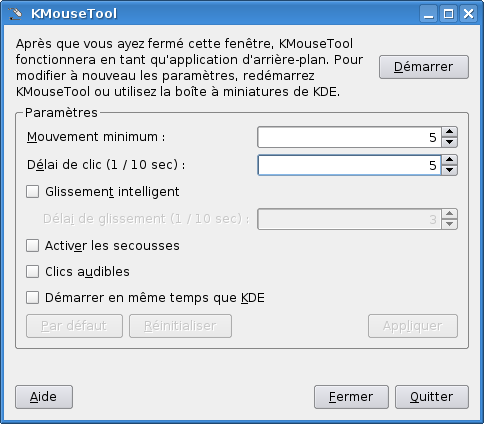 KMouseTool
Après que vous ayez fermé cette fenêtre, KMouseTool
fonctionnera en tant qu'application d'arrière-plan. Pour
modifier à nouveau les paramètres, redémarrez
KMouseTool ou utilisez la boîte à miniatures de KDE.
Démarrer
Paramètres
Mouvement minimum : 5
Délai de clic (1 / 10 sec) : 5
Glissement intelligent
Délai de glissement (1 / 10 sec) : 3
Activer les secousses
Clics audibles
Démarrer en même temps que KDE
Par défaut Réinitialiser Appliquer
Aide Fermer Quitter